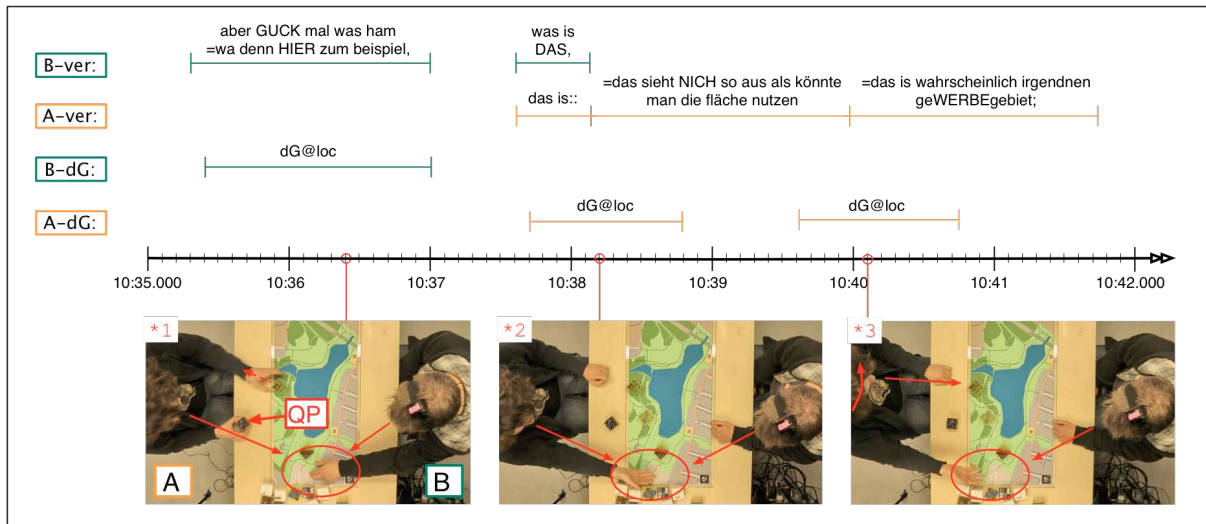 aber GUCK mal was ham
=wa denn HIER zum beispiel,
was is
DAS,
B-ver:
=das sieht NICH so aus als könnte
man die fläche nutzen
=das is wahrscheinlich irgendnen
geWERBEgebiet;
das is::
A-ver:
dG@loc
B-dG:
dG@loc
dG@loc
A-dG:
10:35.000
10:36
10:37
10:38
10:39
10:40
10:41
10:42.000
*1
*2
*3
QP
A
B